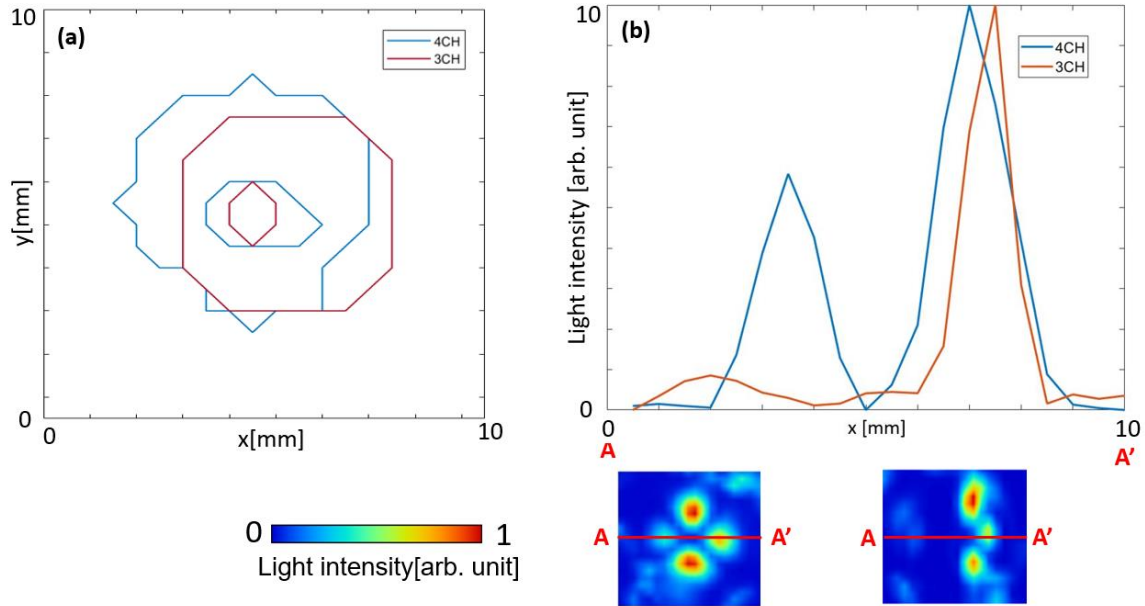 10
(a)
4CH
3CH
y[mm]
0
0
x[mm]
10
10
(b)
4CH
3CH
Light intensity [arb. unit]
0
0
x [mm]
10
A
A'
0
1
Light intensity[arb. unit]
A
A'
A
A'